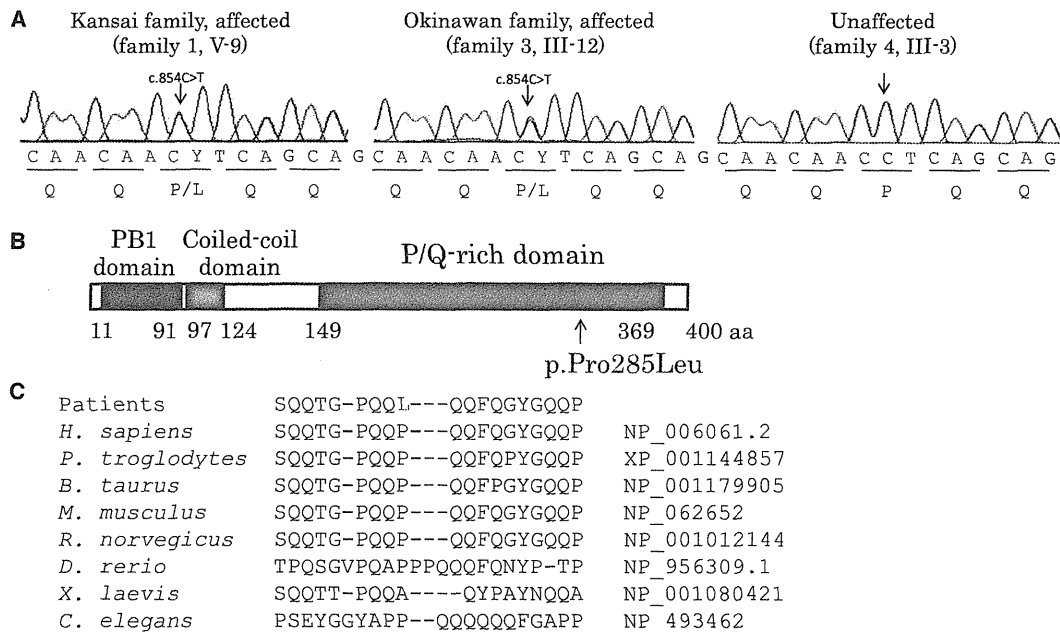 A
Kansai family, affected
(family 1, V-9)
Okinawan family, affected
(family 3, III-12)
Unaffected
(family 4, III-3)
c.854C>T
c.854C>T
C A A C A A C Y T C A G C A G C A A C A A C Y T C A G C A G C A A C A A C C T C A G C A G
Q Q P/L Q Q Q Q P/L Q Q Q Q P Q Q
B
PB1
domain
Coiled-coil
domain
P/Q-rich domain
11 91 97 124 149 369 400 aa
p.Pro285Leu
C
Patients SQQTG-PQQL---QQFQGYGQQP
H. sapiens SQQTG-PQQP---QQFQGYGQQP NP_006061.2
P. troglodytes SQQTG-PQQP---QQFQPYGQQP XP_001144857
B. taurus SQQTG-PQQP---QQFPGYGQQP NP_001179905
M. musculus SQQTG-PQQP---QQFQGYGQQP NP_062652
R. norvegicus SQQTG-PQQP---QQFQGYGQQP NP_001012144
D. rerio TPQSGVPQAPPPQQQFQNYP-TP NP_956309.1
X. laevis SQQTT-PQQA----QYPAYNQQA NP_001080421
C. elegans PSEYGGYAPP--QQQQQQFGAPP NP_493462